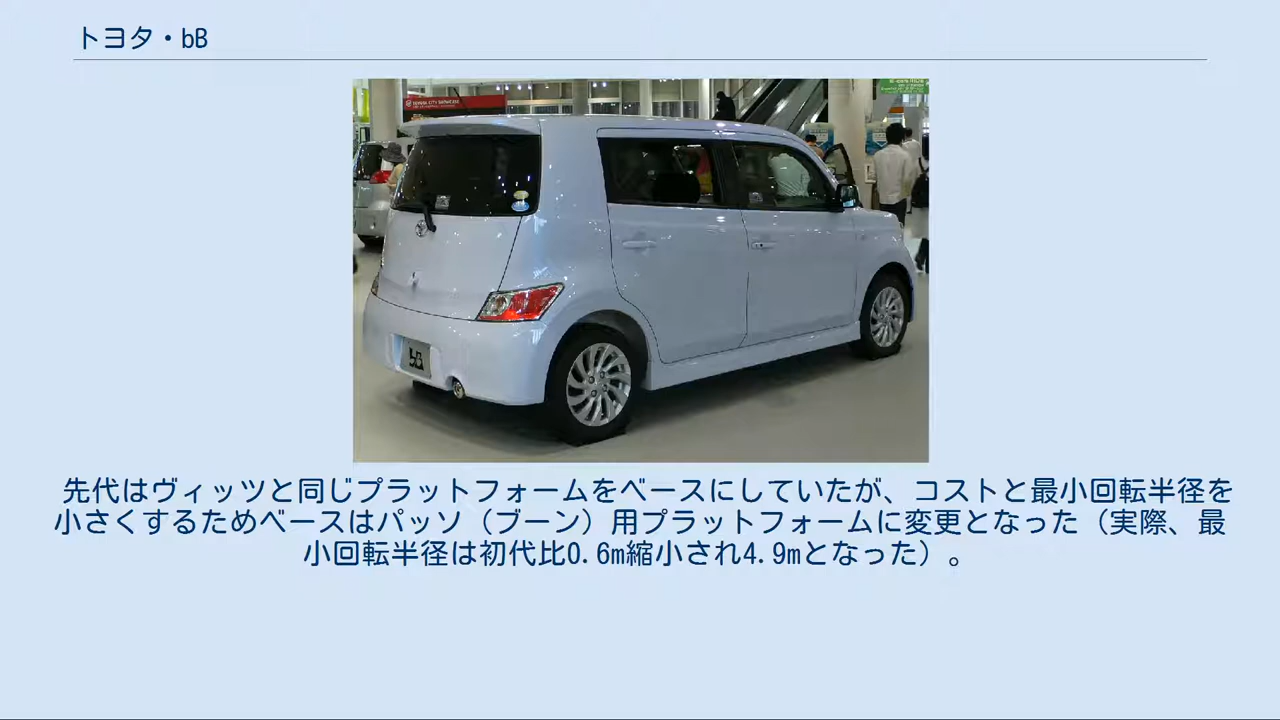 トヨタ・bB
TOYOTA CITY SHOWCASE
bB
先代はヴィッツと同じプラットフォームをベースにしていたが、コストと最小回転半径を
小さくするためベースはパッソ（ブーン）用プラットフォームに変更となった（実際、最
小回転半径は初代比0.6m縮小され4.9mとなった）。